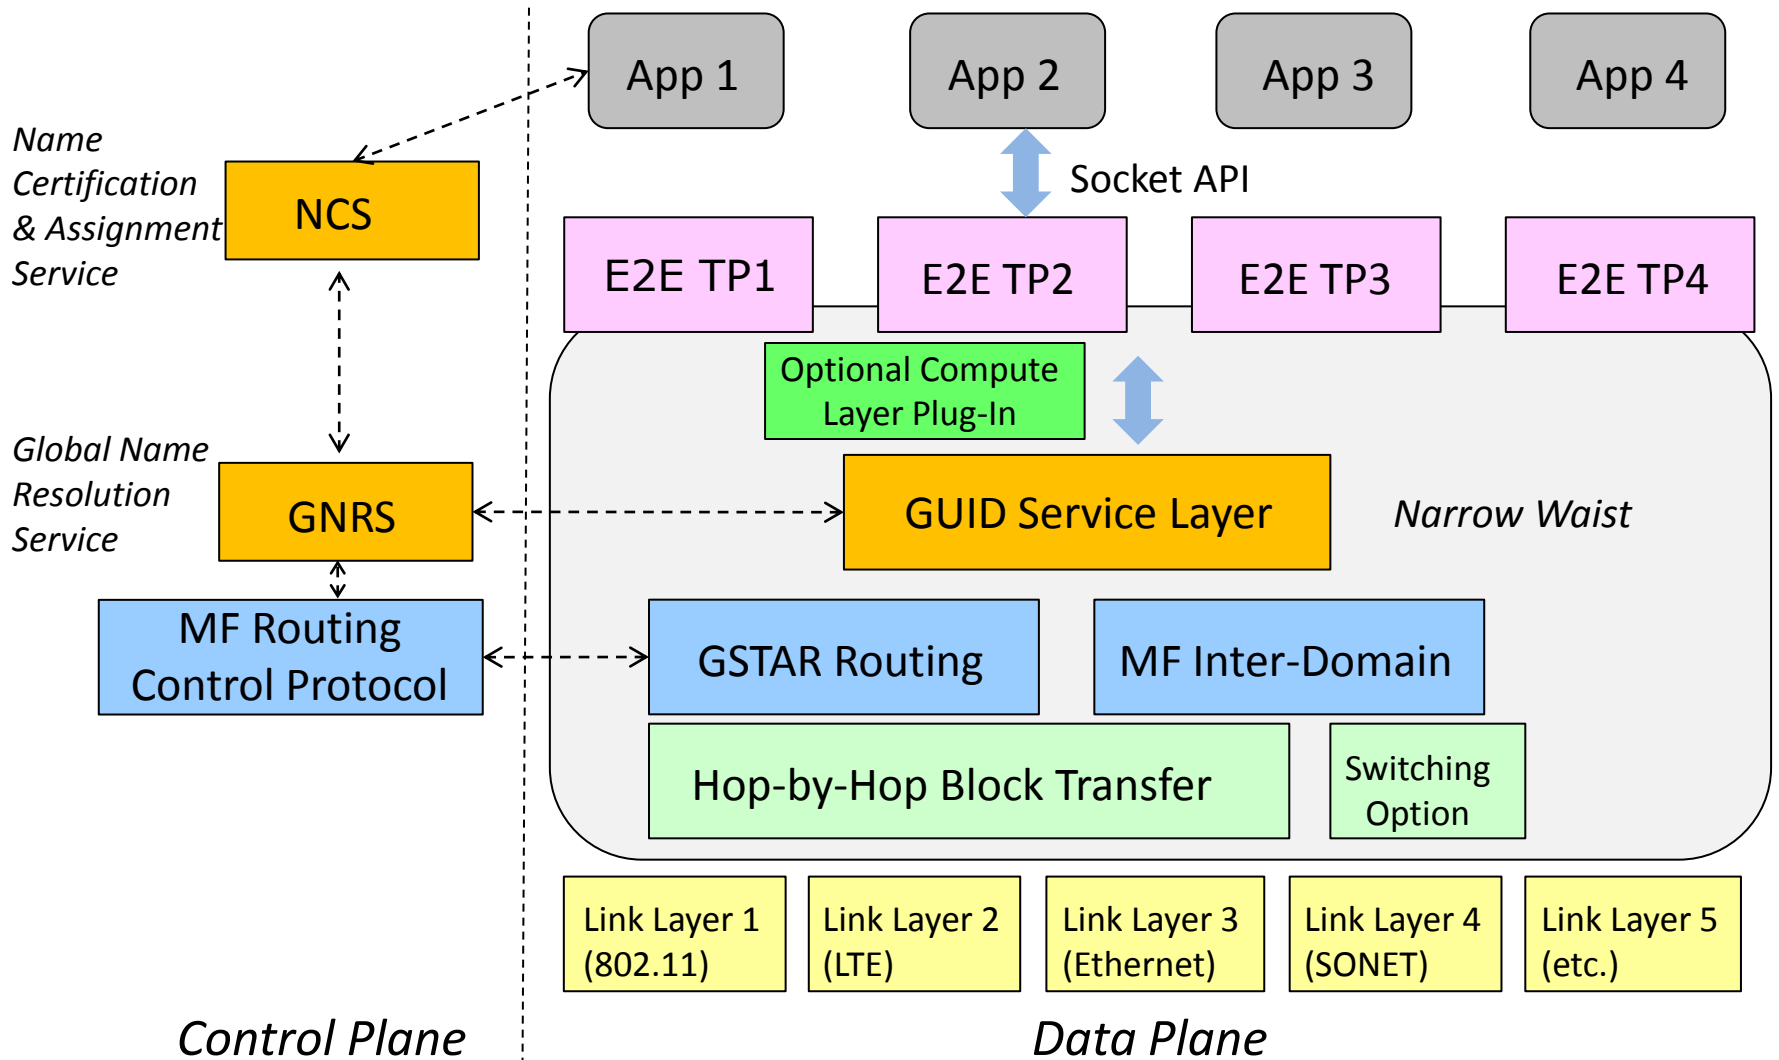 App 1
App 2
App 3
App 4
Name
Certification
& Assignment
Service
NCS
Socket API
E2E TP1
E2E TP2
E2E TP3
E2E TP4
Optional Compute
Layer Plug-In
Global Name
Resolution
Service
GNRS
GUID Service Layer
Narrow Waist
MF Routing
Control Protocol
GSTAR Routing
MF Inter-Domain
Hop-by-Hop Block Transfer
Switching
Option
Link Layer 1
(802.11)
Link Layer 2
(LTE)
Link Layer 3
(Ethernet)
Link Layer 4
(SONET)
Link Layer 5
(etc.)
Control Plane
Data Plane